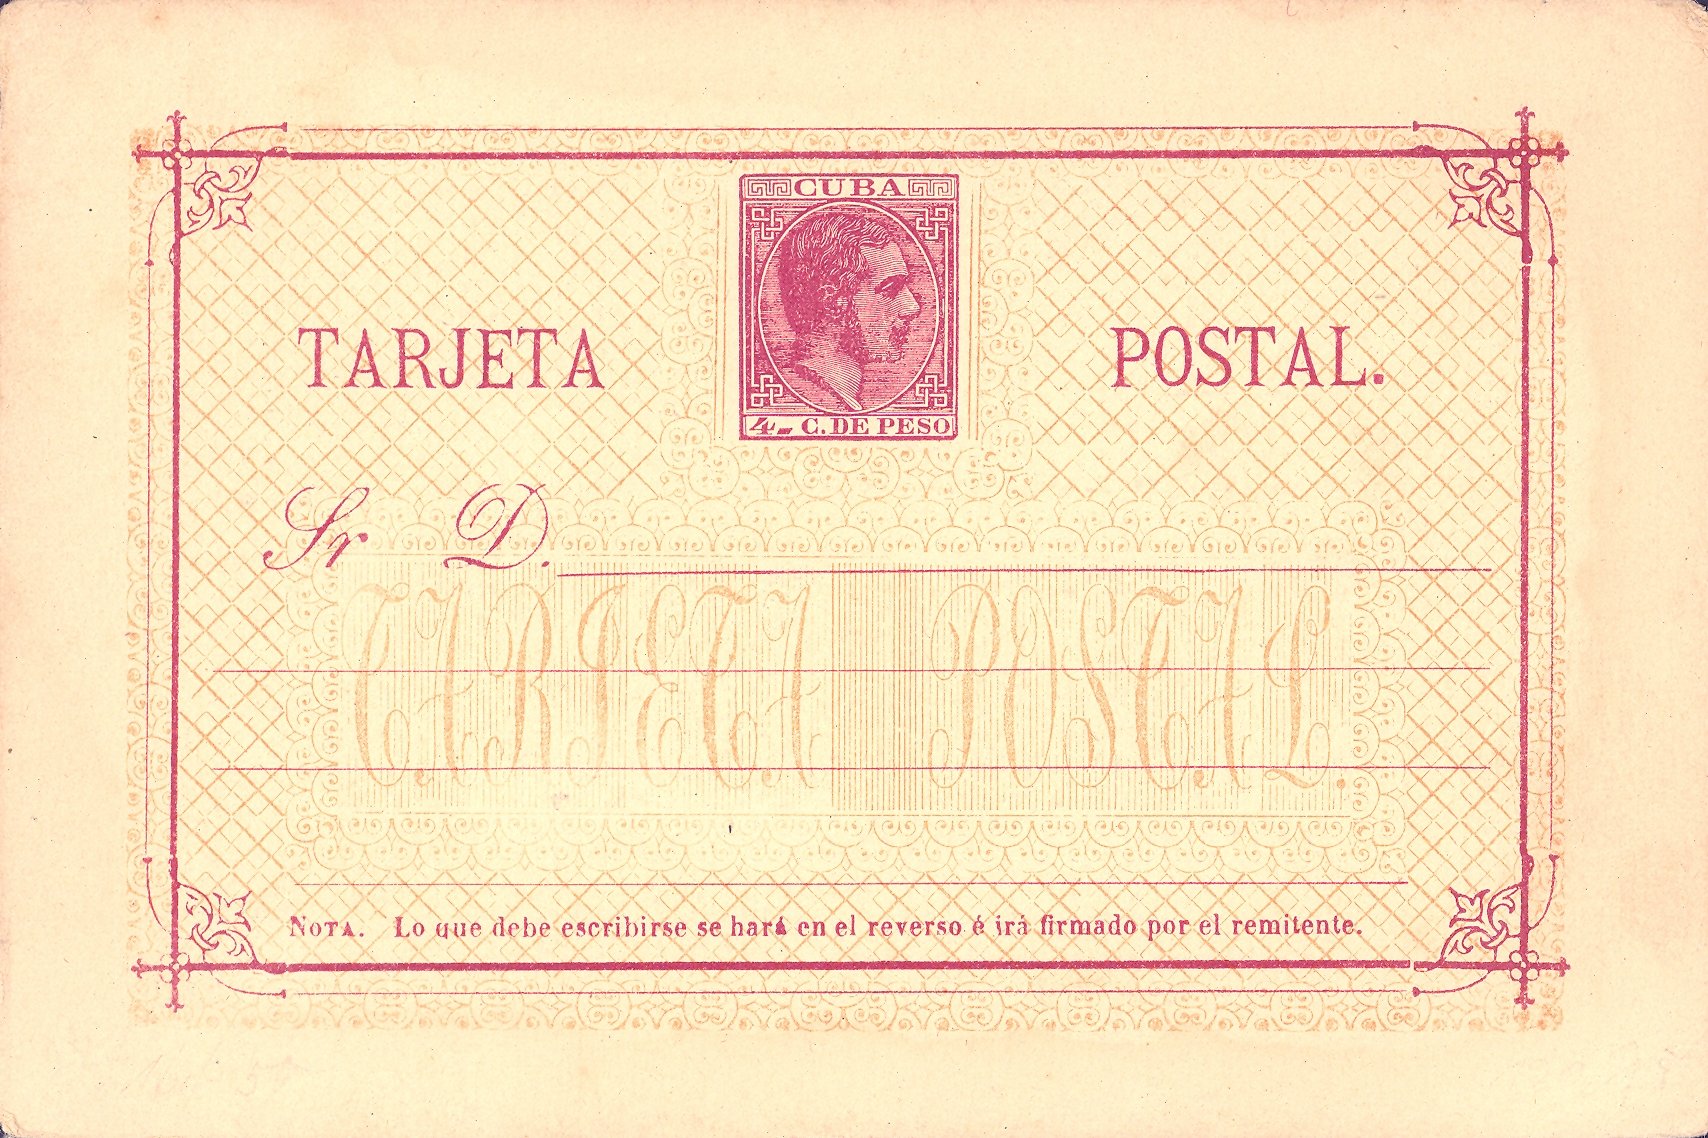 CUBA
TARJETA POSTAL.
4 C. DE PESO
Sr D.
TARJETA POSTAL.
NOTA. Lo que debe escribirse se hará en el reverso é irá firmado por el remitente.